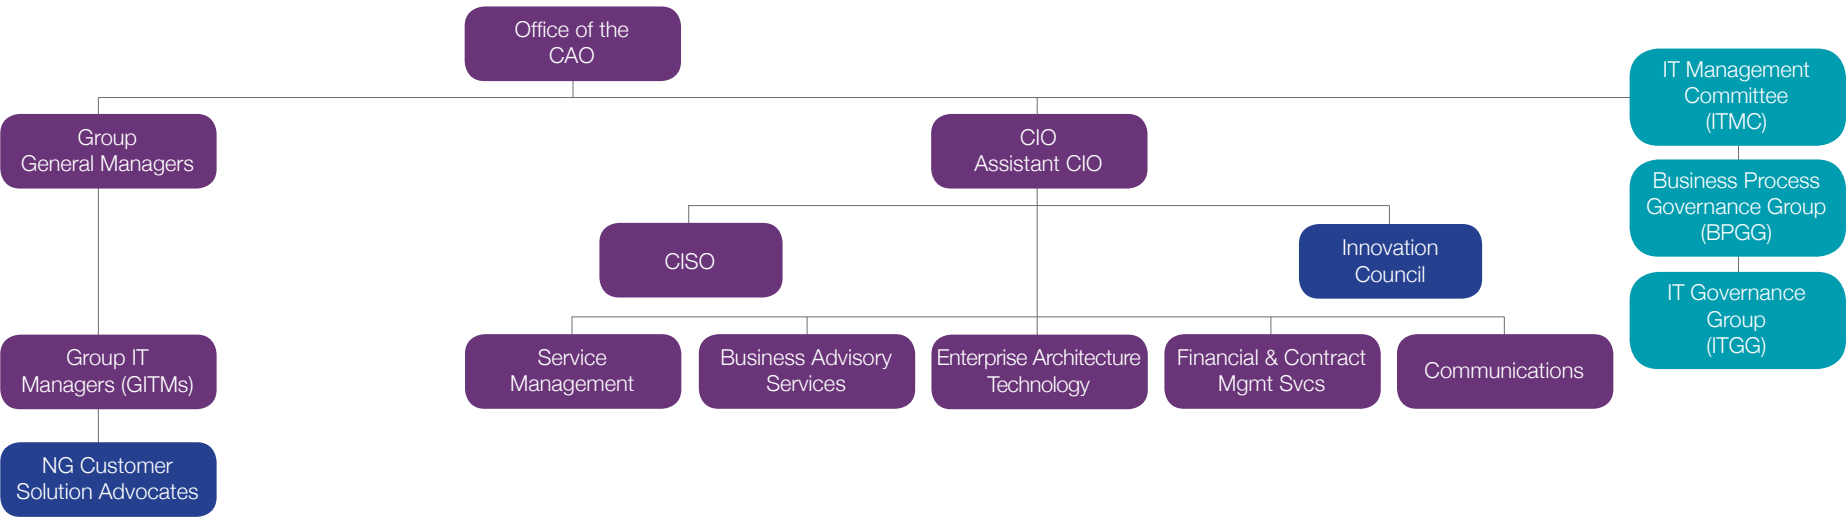 Office of the
CAO
IT Management
Committee
(ITMC)
Group
General Managers
CIO
Assistant CIO
Business Process
Governance Group
(BPGG)
CISO
Innovation
Council
IT Governance
Group
(ITGG)
Group IT
Managers (GITMs)
Service
Management
Business Advisory
Services
Enterprise Architecture
Technology
Financial & Contract
Mgmt Svcs
Communications
NG Customer
Solution Advocates